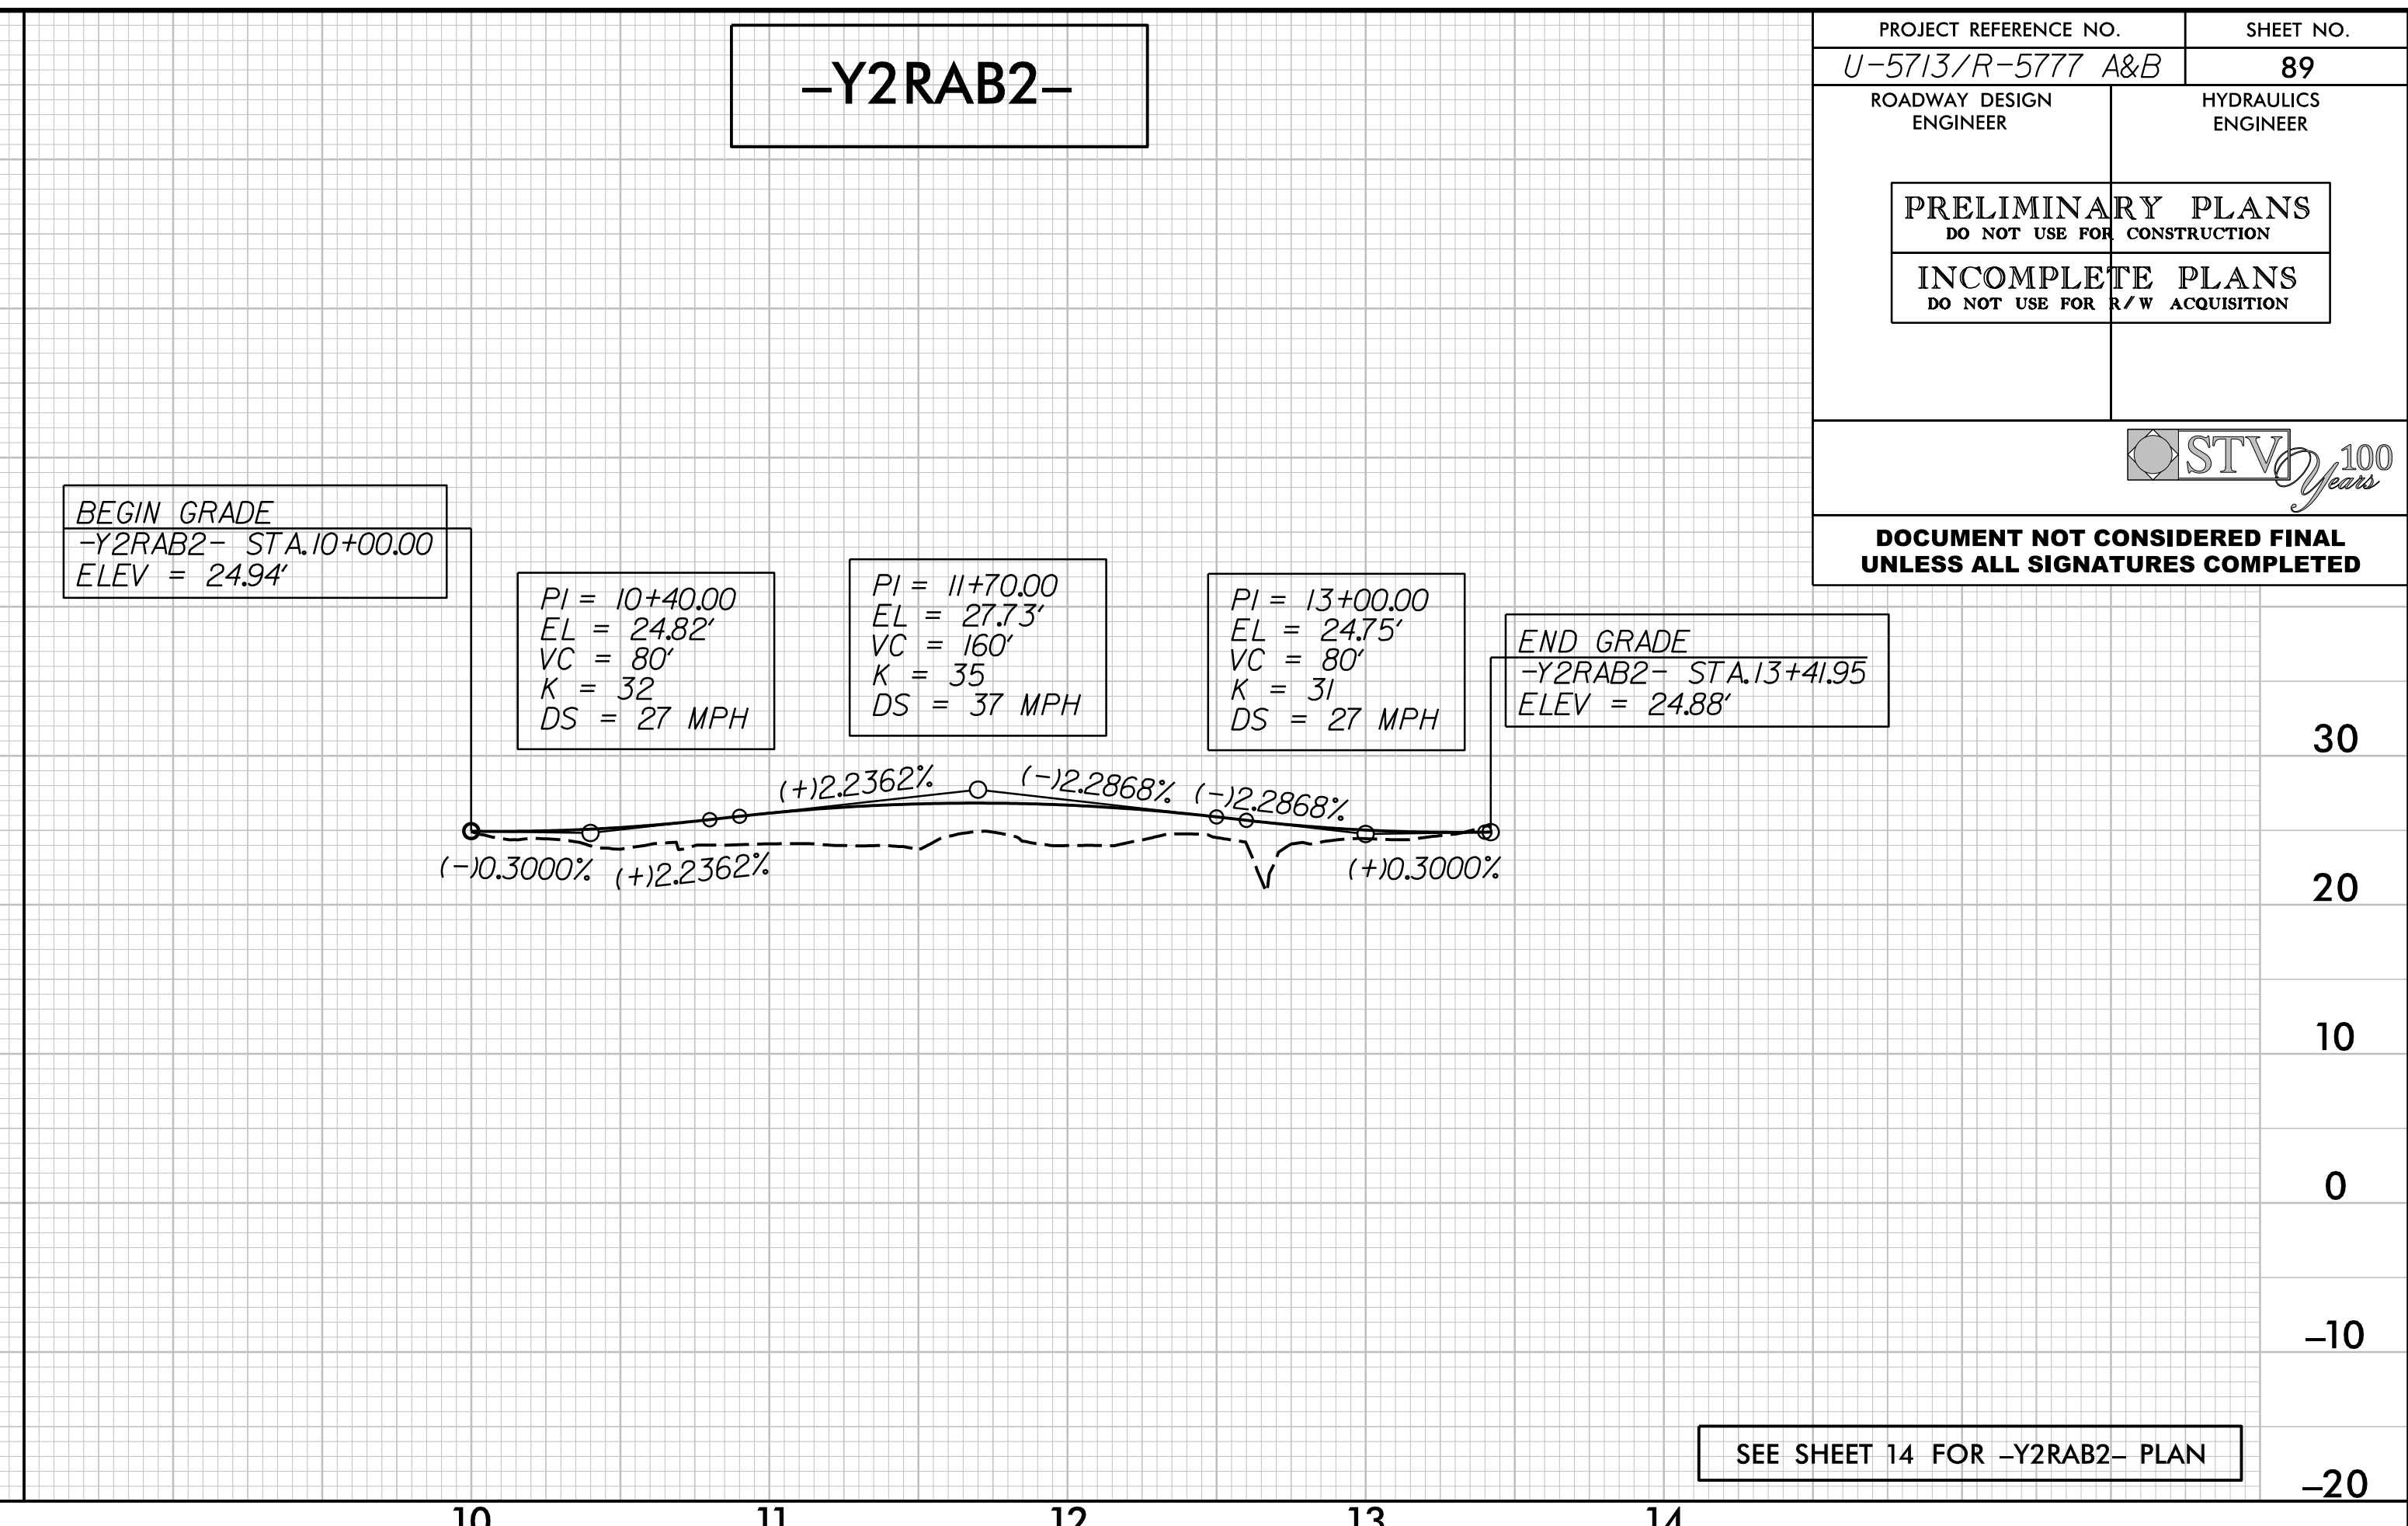 –Y2RAB2–
PROJECT REFERENCE NO.
SHEET NO.
U-5713/R-5777 A&B
89
ROADWAY DESIGN
ENGINEER
HYDRAULICS
ENGINEER
PRELIMINARY PLANS
DO NOT USE FOR CONSTRUCTION
INCOMPLETE PLANS
DO NOT USE FOR R/W ACQUISITION
STV 100
Years
DOCUMENT NOT CONSIDERED FINAL
UNLESS ALL SIGNATURES COMPLETED
BEGIN GRADE
-Y2RAB2- STA.10+00.00
ELEV = 24.94'
PI = 10+40.00
EL = 24.82'
VC = 80'
K = 32
DS = 27 MPH
PI = 11+70.00
EL = 27.73'
VC = 160'
K = 35
DS = 37 MPH
PI = 13+00.00
EL = 24.75'
VC = 80'
K = 31
DS = 27 MPH
END GRADE
-Y2RAB2- STA.13+41.95
ELEV = 24.88'
(+)2.2362%
(-)2.2868%
(-)2.2868%
(-)0.3000%
(+)2.2362%
(+)0.3000%
30
20
10
0
–10
–20
SEE SHEET 14 FOR –Y2RAB2– PLAN
10
11
12
13
14